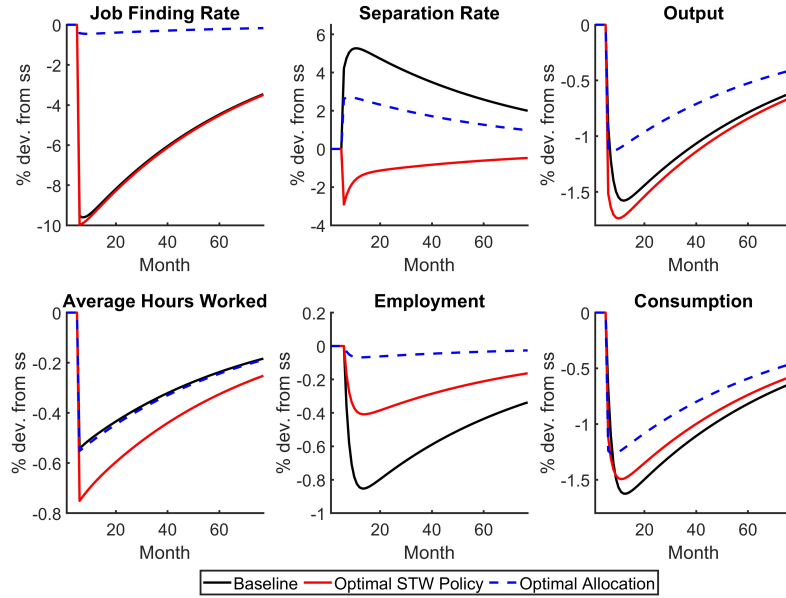 Job Finding Rate
% dev. from ss
0
-2
-4
-6
-8
-10
20
40
60
Month
Separation Rate
% dev. from ss
6
4
2
0
-2
-4
20
40
60
Month
Output
% dev. from ss
0
-0.5
-1
-1.5
20
40
60
Month
Average Hours Worked
% dev. from ss
0
-0.2
-0.4
-0.6
-0.8
20
40
60
Month
Employment
% dev. from ss
0.2
0
-0.2
-0.4
-0.6
-0.8
-1
20
40
60
Month
Consumption
% dev. from ss
0
-0.5
-1
-1.5
20
40
60
Month
Baseline
Optimal STW Policy
Optimal Allocation